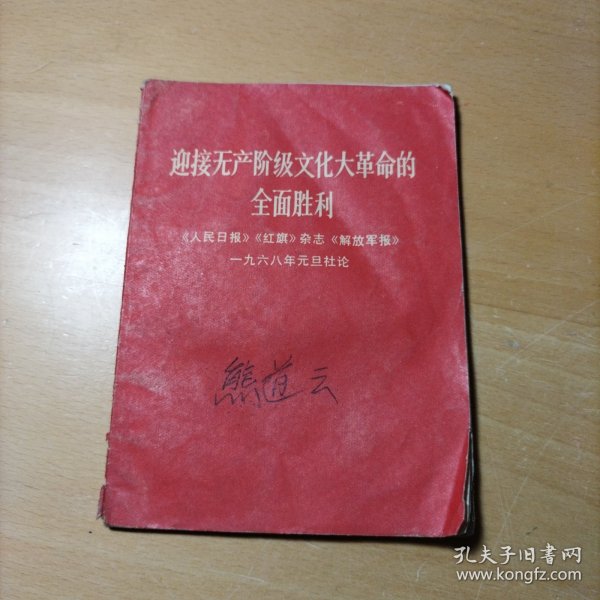 迎接无产阶级文化大革命的
全面胜利
《人民日报》《红旗》杂志《解放军报》
一九六八年元旦社论
熊道云
孔夫子旧书网
www.kongfz.com